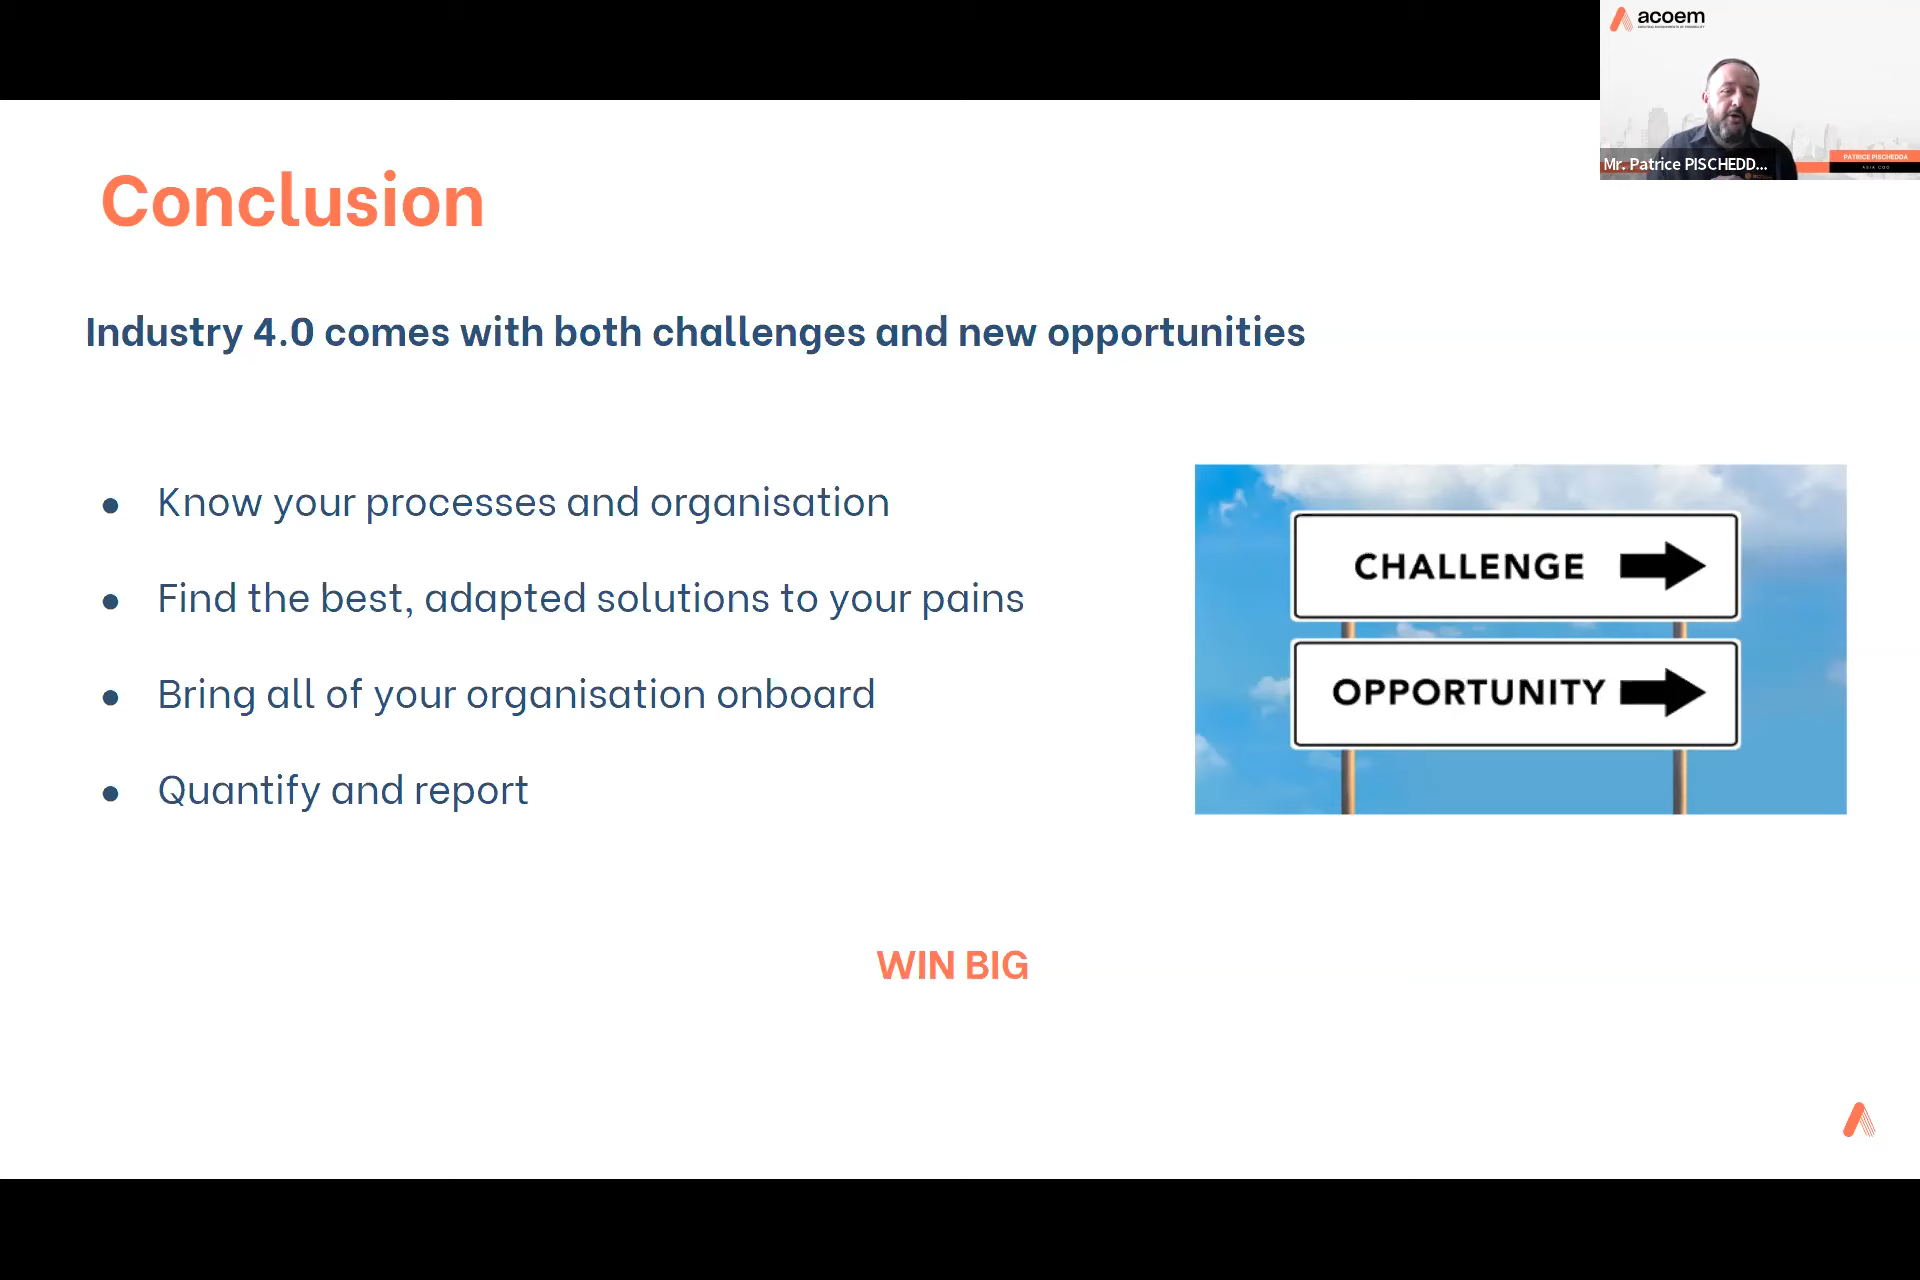 acoem
Mr. Patrice PISCHEDD...
PATRICE PISCHEDDA
ASIA COO
Conclusion
Industry 4.0 comes with both challenges and new opportunities
● Know your processes and organisation
● Find the best, adapted solutions to your pains
● Bring all of your organisation onboard
● Quantify and report
CHALLENGE
OPPORTUNITY
WIN BIG